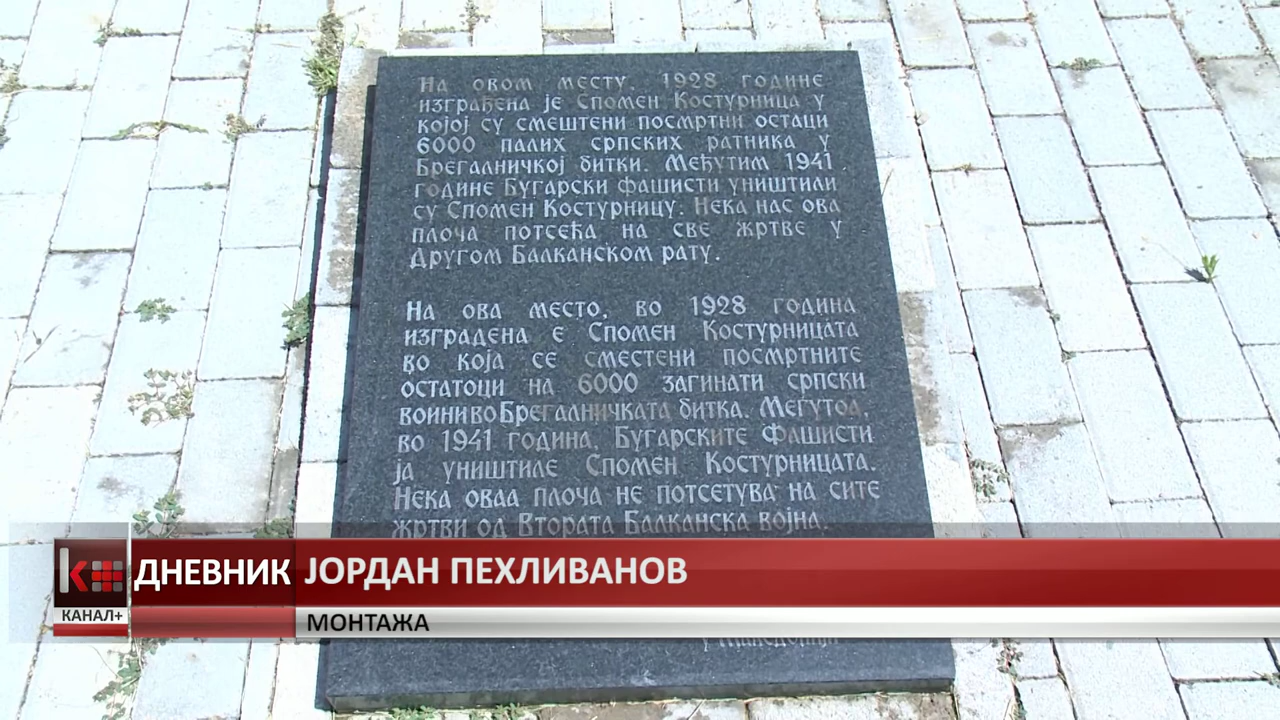 На овом месту, 1928 године
изграђена је Спомен Костурница у
којој су смештени посмртни остаци
6000 палих српских ратника у
Брегалничкој битки. Међутим 1941
године Бугарски фашисти уништили
су Спомен Костурницу. Нека нас ова
плоча потсећа на све жртве у
Другом Балканском рату.
На ова место, во 1928 година
изградена е Спомен Костурницата
во која се сместени посмртните
остатоци на 6000 загинати српски
воини во Брегалничката битка. Меѓутоа,
во 1941 година, Бугарските Фашисти
ја уништиле Спомен Костурницата.
Нека оваа плоча не потсетува на сите
жртви од Втората Балканска војна.
ДНЕВНИК
ЈОРДАН ПЕХЛИВАНОВ
КАНАЛ+
МОНТАЖА